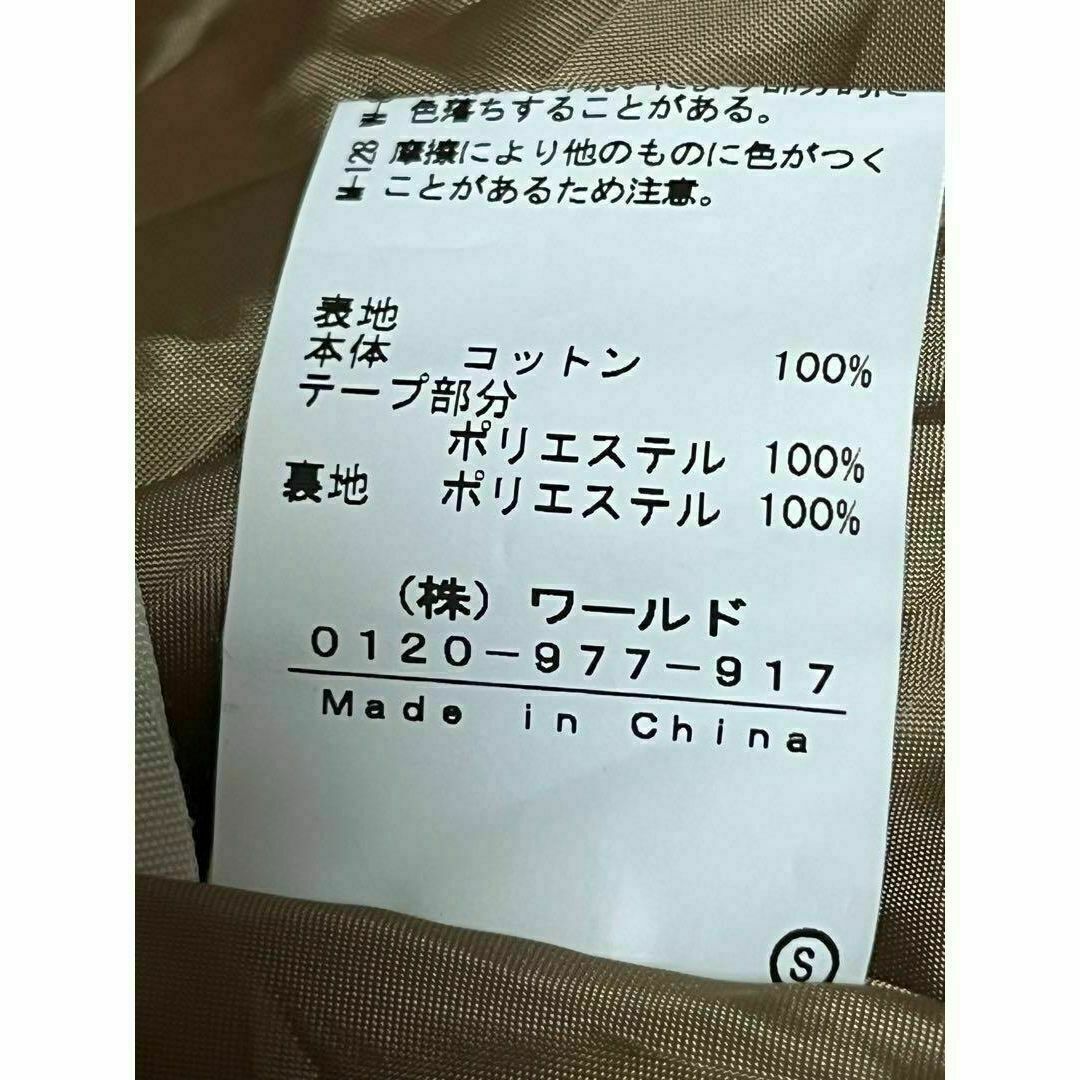 色落ちすることがある。
128 摩擦により他のものに色がつく
ことがあるため注意。
表地
本体 コットン 100%
テープ部分
ポリエステル 100%
裏地 ポリエステル 100%
(株) ワールド
0120-977-917
Made in China
S